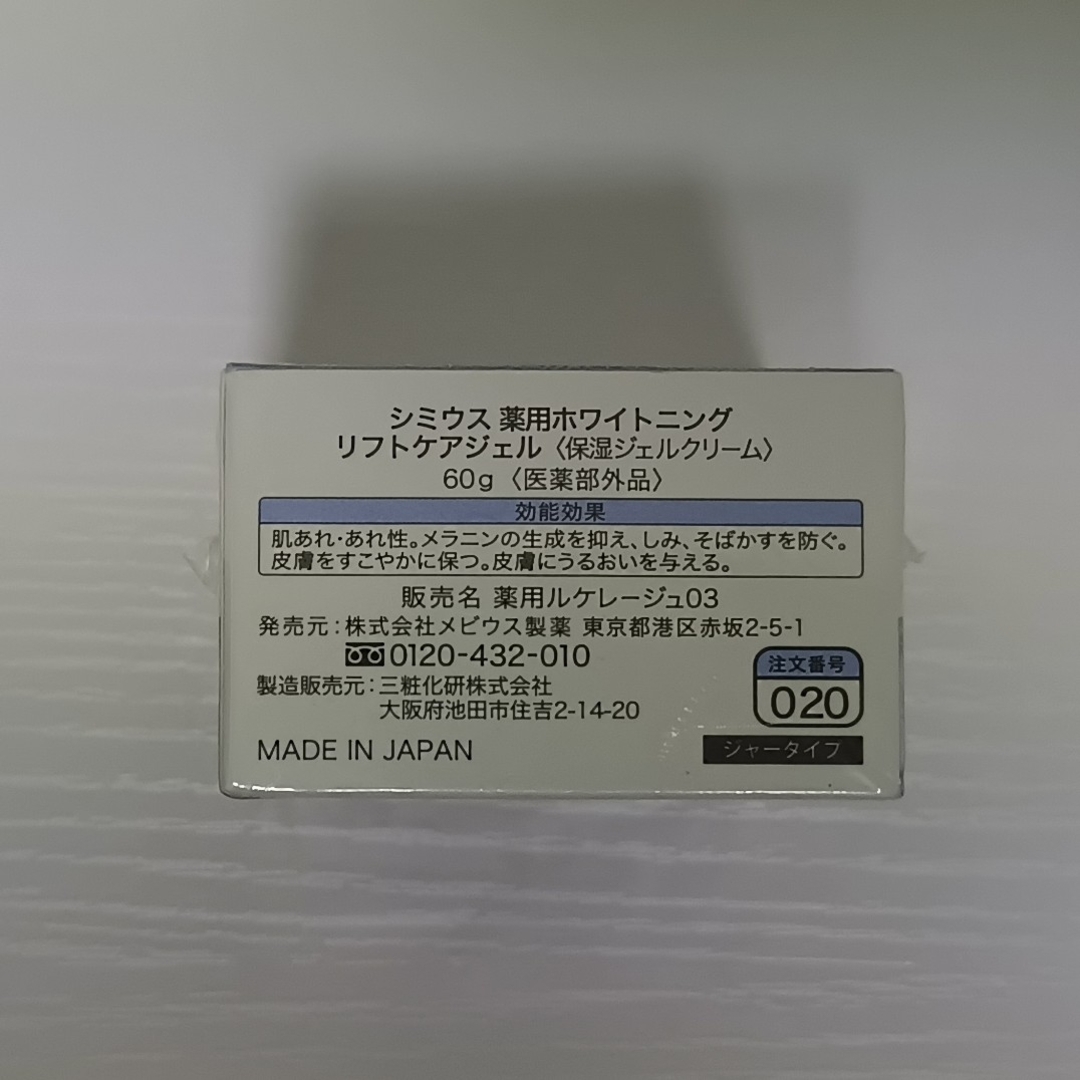 シミウス 薬用ホワイトニング
リフトケアジェル〈保湿ジェルクリーム〉
60g〈医薬部外品〉
効能効果
肌あれ・あれ性。メラニンの生成を抑え、しみ、そばかすを防ぐ。
皮膚をすこやかに保つ。皮膚にうるおいを与える。
販売名 薬用ルケレージュ03
発売元：株式会社メビウス製薬 東京都港区赤坂2-5-1
0120-432-010
製造販売元：三粧化研株式会社
大阪府池田市住吉2-14-20
注文番号
020
MADE IN JAPAN
ジャータイプ